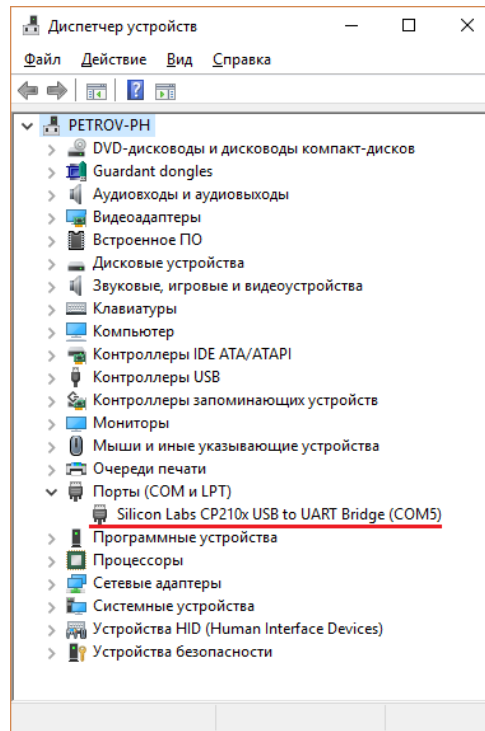 Диспетчер устройств
Файл Действие Вид Справка
PETROV-PH
DVD-дисководы и дисководы компакт-дисков
Guardant dongles
Аудиовходы и аудиовыходы
Видеоадаптеры
Встроенное ПО
Дисковые устройства
Звуковые, игровые и видеоустройства
Клавиатуры
Компьютер
Контроллеры IDE ATA/ATAPI
Контроллеры USB
Контроллеры запоминающих устройств
Мониторы
Мыши и иные указывающие устройства
Очереди печати
Порты (COM и LPT)
Silicon Labs CP210x USB to UART Bridge (COM5)
Программные устройства
Процессоры
Сетевые адаптеры
Системные устройства
Устройства HID (Human Interface Devices)
Устройства безопасности